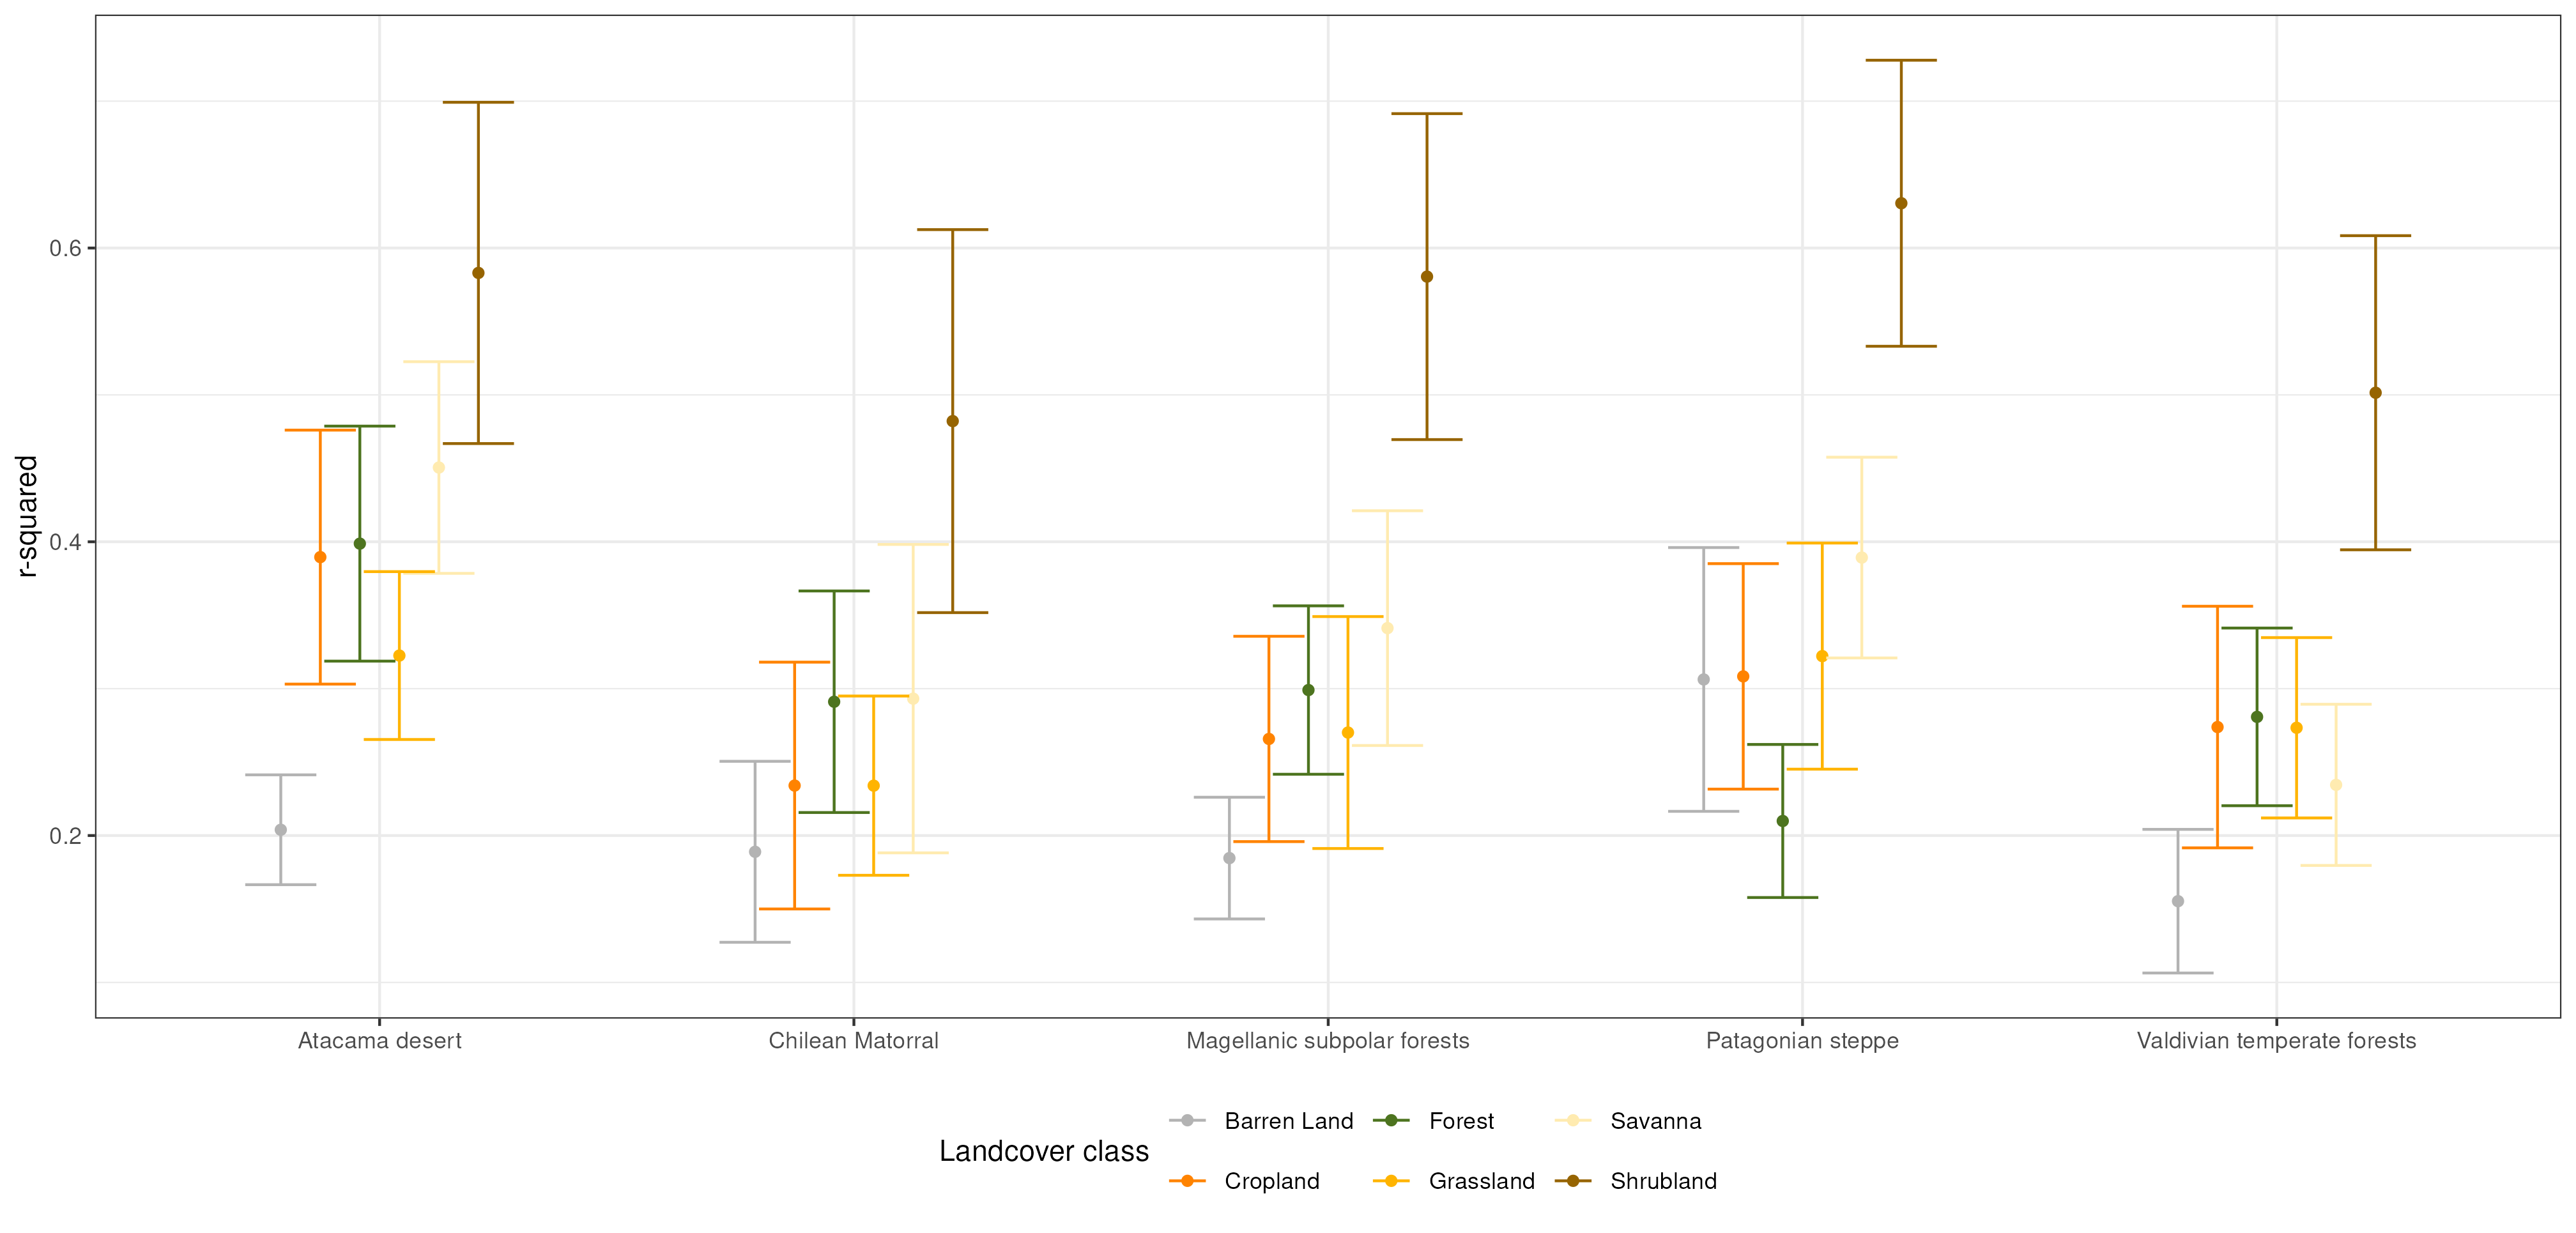 r-squared
0.6
0.4
0.2
Atacama desert
Chilean Matorral
Magellanic subpolar forests
Patagonian steppe
Valdivian temperate forests
Landcover class
Barren Land
Forest
Savanna
Cropland
Grassland
Shrubland